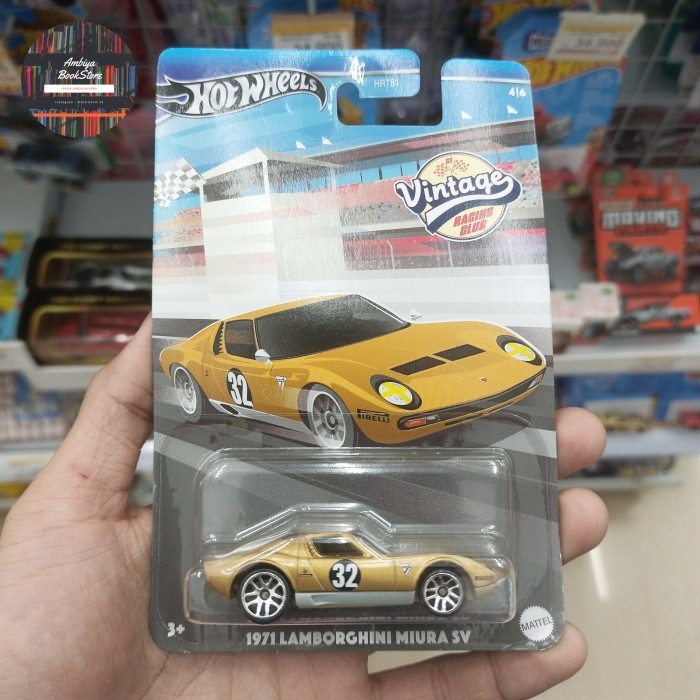 Ambiya
BookStore
HOT WHEELS
HRT81
4/6
Vintage
RACING
CLUB
32
PIRELLI
32
3+
1971 LAMBORGHINI MIURA SV
MATTEL
MOVING